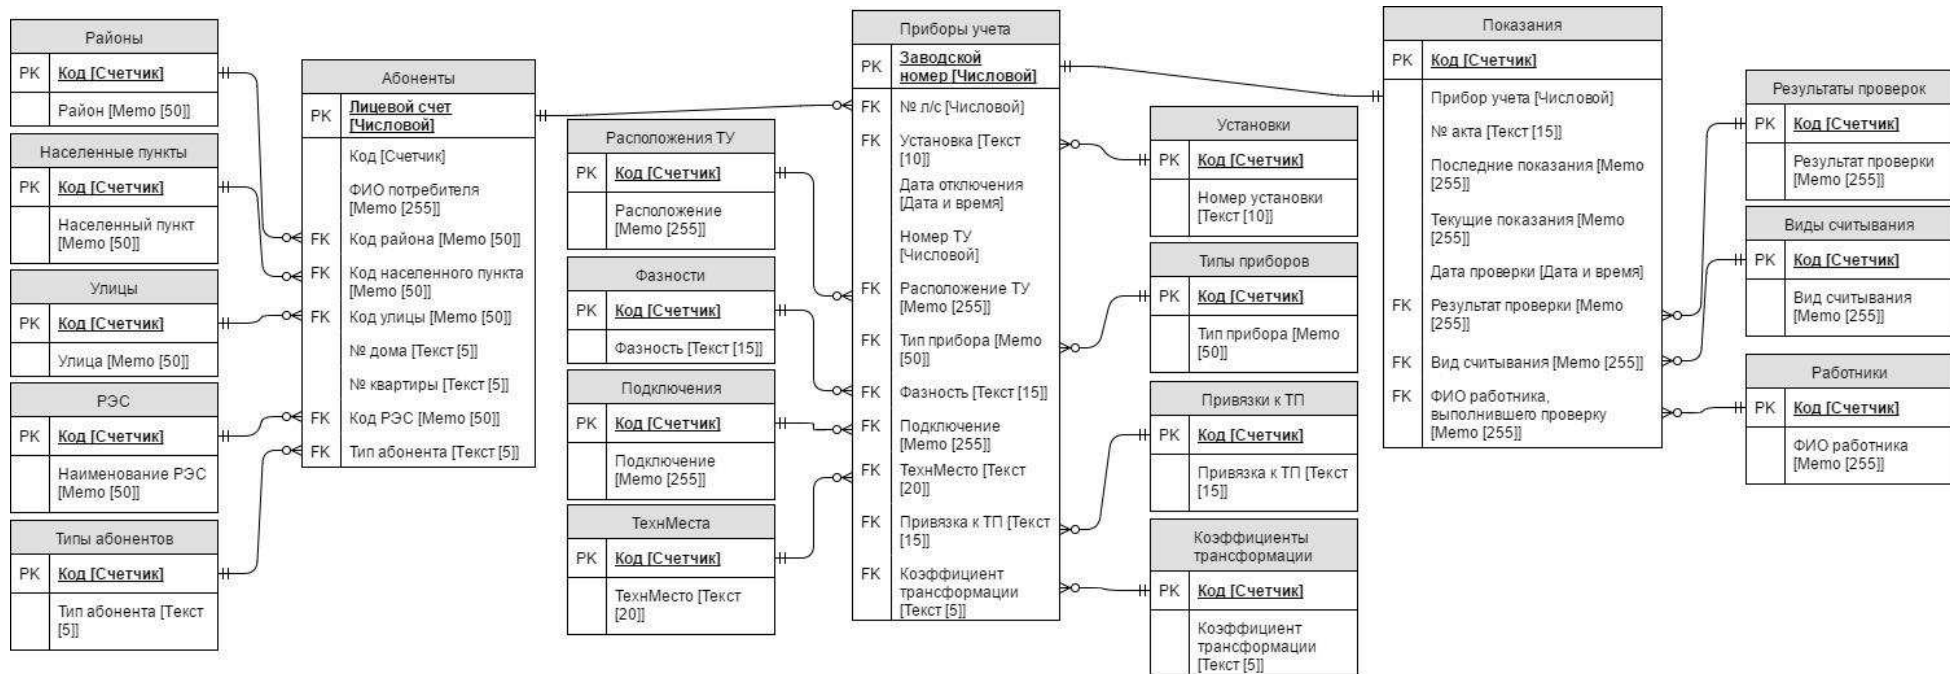 Районы
PK Код [Счетчик]
Район [Memo [50]]
Населенные пункты
PK Код [Счетчик]
Населенный пункт
[Memo [50]]
Улицы
PK Код [Счетчик]
Улица [Memo [50]]
РЭС
PK Код [Счетчик]
Наименование РЭС
[Memo [50]]
Типы абонентов
PK Код [Счетчик]
Тип абонента [Текст
[5]]
Абоненты
PK Лицевой счет
[Числовой]
Код [Счетчик]
ФИО потребителя
[Memo [255]]
FK Код района [Memo [50]]
FK Код населенного пункта
[Memo [50]]
FK Код улицы [Memo [50]]
№ дома [Текст [5]]
№ квартиры [Текст [5]]
FK Код РЭС [Memo [50]]
FK Тип абонента [Текст [5]]
Расположения ТУ
PK Код [Счетчик]
Расположение
[Memo [255]]
Фазности
PK Код [Счетчик]
Фазность [Текст [15]]
Подключения
PK Код [Счетчик]
Подключение
[Memo [255]]
ТехнМеста
PK Код [Счетчик]
ТехнМесто [Текст
[20]]
Приборы учета
PK Заводской
номер [Числовой]
FK № л/с [Числовой]
FK Установка [Текст
[10]]
Дата отключения
[Дата и время]
Номер ТУ
[Числовой]
FK Расположение ТУ
[Memo [255]]
FK Тип прибора [Memo
[50]]
FK Фазность [Текст [15]]
FK Подключение
[Memo [255]]
FK ТехнМесто [Текст
[20]]
FK Привязка к ТП [Текст
[15]]
FK Коэффициент
трансформации
[Текст [5]]
Установки
PK Код [Счетчик]
Номер установки
[Текст [10]]
Типы приборов
PK Код [Счетчик]
Тип прибора [Memo
[50]]
Привязки к ТП
PK Код [Счетчик]
Привязка к ТП [Текст
[15]]
Коэффициенты
трансформации
PK Код [Счетчик]
Коэффициент
трансформации
[Текст [5]]
Показания
PK Код [Счетчик]
Прибор учета [Числовой]
№ акта [Текст [15]]
Последние показания [Memo
[255]]
Текущие показания [Memo
[255]]
Дата проверки [Дата и время]
FK Результат проверки [Memo
[255]]
FK Вид считывания [Memo [255]]
FK ФИО работника,
выполнившего проверку
[Memo [255]]
Результаты проверок
PK Код [Счетчик]
Результат проверки
[Memo [255]]
Виды считывания
PK Код [Счетчик]
Вид считывания
[Memo [255]]
Работники
PK Код [Счетчик]
ФИО работника
[Memo [255]]